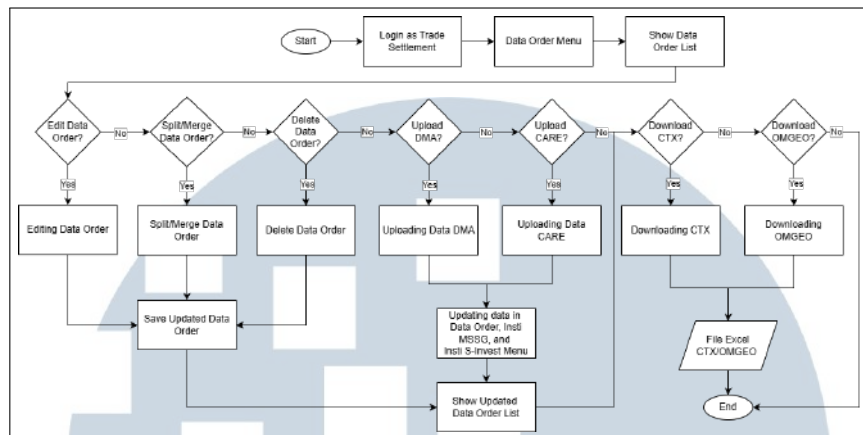 Start
Login as Trade
Settlement
Data Order Menu
Show Data
Order List
Edit Data
Order?
No
Split/Merge
Data Order?
No
Delete
Data
Order?
No
Upload
DMA?
No
Upload
CARE?
No
Download
CTX?
No
Download
OMGEO?
No
Yes
Yes
Yes
Yes
Yes
Yes
Yes
Editing Data Order
Split/Merge Data
Order
Delete Data Order
Uploading Data DMA
Uploading Data
CARE
Downloading CTX
Downloading
OMGEO
Save Updated Data
Order
Updating data in
Data Order, Insti
MSSG, and
Insti S-Invest Menu
File Excel
CTX/OMGEO
Show Updated
Data Order List
End